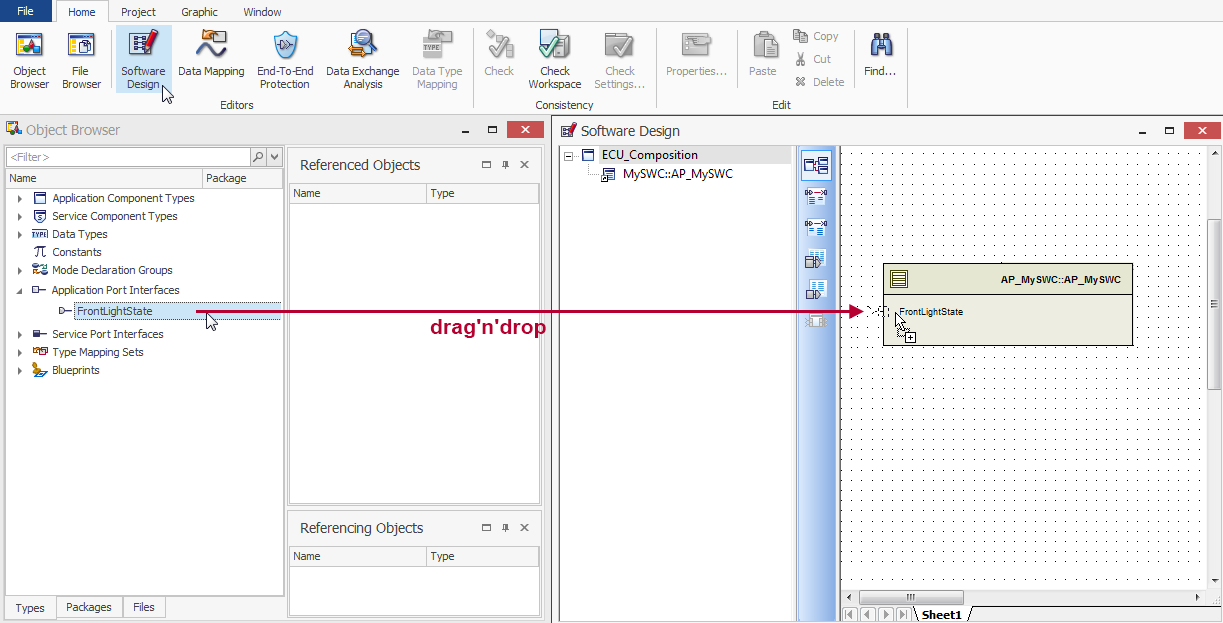 File Home Project Graphic Window
Object Browser
File Browser
Software Design
Data Mapping
End-To-End Protection
Data Exchange Analysis
Data Type Mapping
Editors
Check
Check Workspace
Check Settings...
Consistency
Properties...
Paste
Copy
Cut
Delete
Edit
Find...
Object Browser
<Filter>
Name Package
Application Component Types
Service Component Types
TYPE Data Types
Constants
Mode Declaration Groups
Application Port Interfaces
FrontLightState
Service Port Interfaces
Type Mapping Sets
Blueprints
Types Packages Files
Referenced Objects
Name Type
Referencing Objects
Name Type
drag'n'drop
Software Design
ECU_Composition
MySWC::AP_MySWC
AP_MySWC::AP_MySWC
FrontLightState
Sheet1